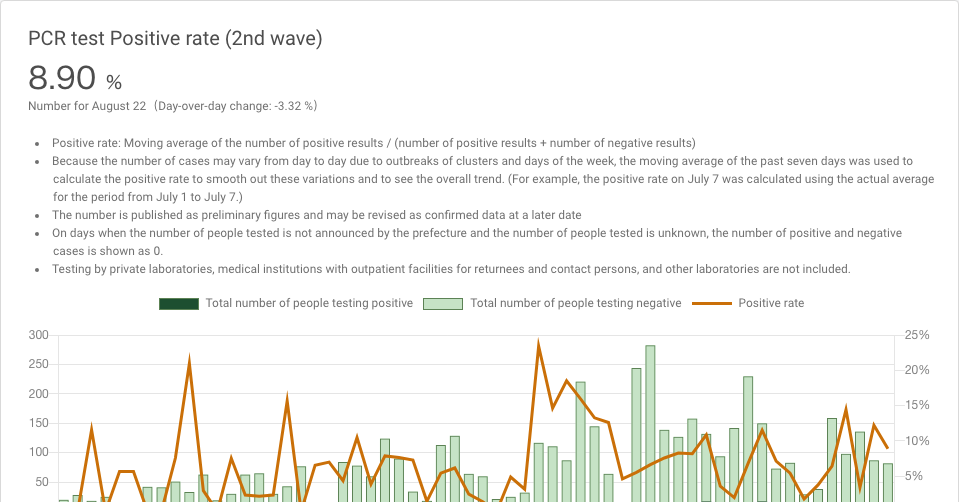 PCR test Positive rate (2nd wave)
8.90 %
Number for August 22 (Day-over-day change: -3.32 %)
• Positive rate: Moving average of the number of positive results / (number of positive results + number of negative results)
• Because the number of cases may vary from day to day due to outbreaks of clusters and days of the week, the moving average of the past seven days was used to
calculate the positive rate to smooth out these variations and to see the overall trend. (For example, the positive rate on July 7 was calculated using the actual average
for the period from July 1 to July 7.)
• The number is published as preliminary figures and may be revised as confirmed data at a later date
• On days when the number of people tested is not announced by the prefecture and the number of people tested is unknown, the number of positive and negative
cases is shown as 0.
• Testing by private laboratories, medical institutions with outpatient facilities for returnees and contact persons, and other laboratories are not included.
Total number of people testing positive Total number of people testing negative Positive rate
300 25%
250 20%
200 15%
150 10%
100 5%
50